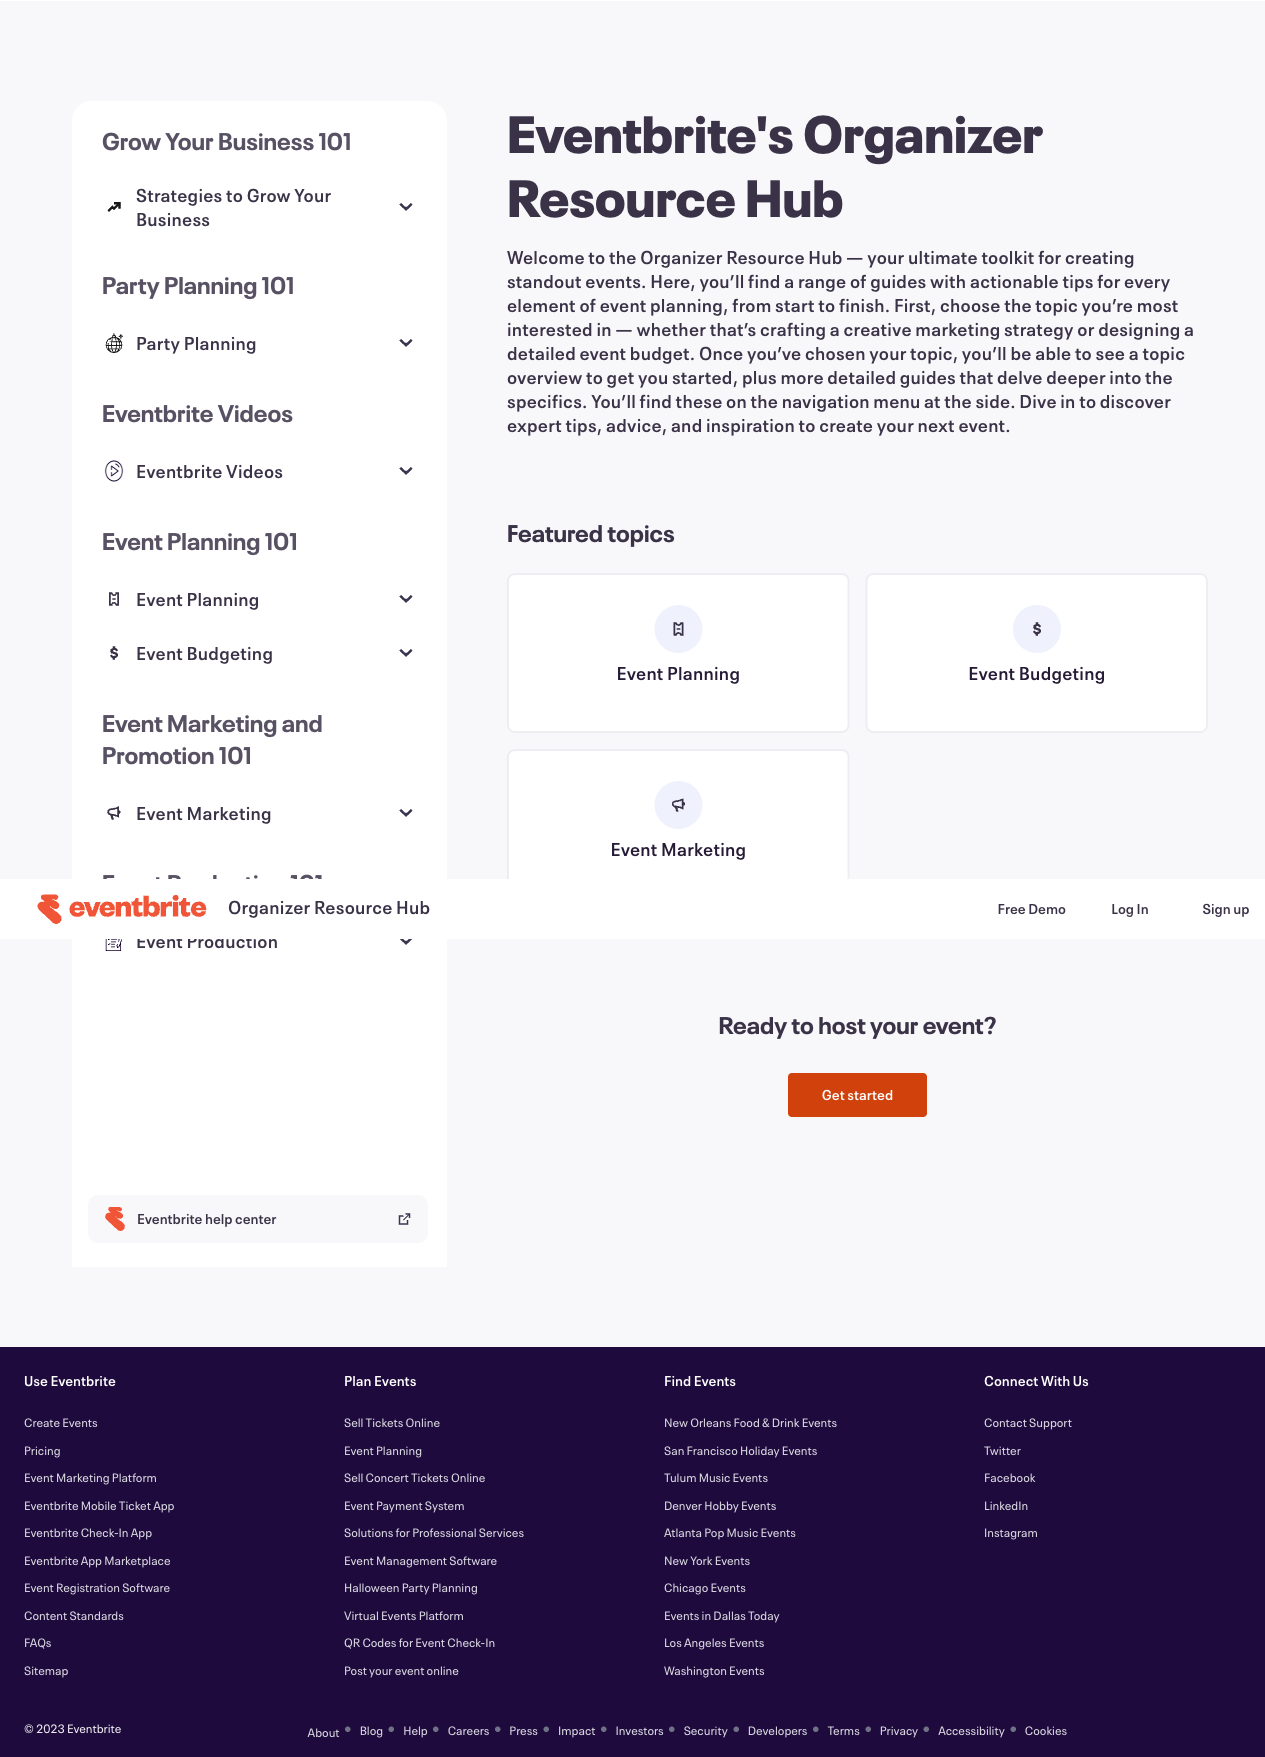 Grow Your Business 101
Strategies to Grow Your
Business
Party Planning 101
Party Planning
Eventbrite Videos
Eventbrite Videos
Event Planning 101
Event Planning
Event Budgeting
Event Marketing and
Promotion 101
Event Marketing
Event Production 101
Event Production
Eventbrite help center
Eventbrite's Organizer
Resource Hub
Welcome to the Organizer Resource Hub — your ultimate toolkit for creating
standout events. Here, you’ll find a range of guides with actionable tips for every
element of event planning, from start to finish. First, choose the topic you’re most
interested in — whether that’s crafting a creative marketing strategy or designing a
detailed event budget. Once you’ve chosen your topic, you’ll be able to see a topic
overview to get you started, plus more detailed guides that delve deeper into the
specifics. You’ll find these on the navigation menu at the side. Dive in to discover
expert tips, advice, and inspiration to create your next event.
Featured topics
Event Planning
Event Budgeting
Event Marketing
eventbrite
Organizer Resource Hub
Free Demo
Log In
Sign up
Ready to host your event?
Get started
Use Eventbrite
Create Events
Pricing
Event Marketing Platform
Eventbrite Mobile Ticket App
Eventbrite Check-In App
Eventbrite App Marketplace
Event Registration Software
Content Standards
FAQs
Sitemap
Plan Events
Sell Tickets Online
Event Planning
Sell Concert Tickets Online
Event Payment System
Solutions for Professional Services
Event Management Software
Halloween Party Planning
Virtual Events Platform
QR Codes for Event Check-In
Post your event online
Find Events
New Orleans Food & Drink Events
San Francisco Holiday Events
Tulum Music Events
Denver Hobby Events
Atlanta Pop Music Events
New York Events
Chicago Events
Events in Dallas Today
Los Angeles Events
Washington Events
Connect With Us
Contact Support
Twitter
Facebook
LinkedIn
Instagram
© 2023 Eventbrite
About • Blog • Help • Careers • Press • Impact • Investors • Security • Developers • Terms • Privacy • Accessibility • Cookies